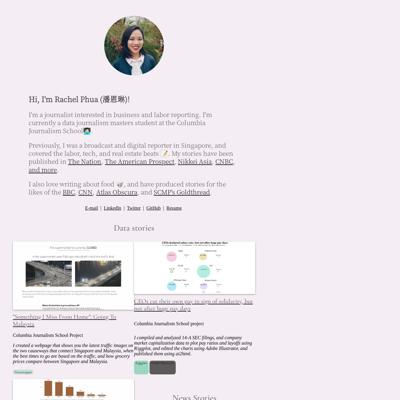 Hi, I'm Rachel Phua (潘恩琳)!
I'm a journalist interested in business and labor reporting. I'm
currently a data journalism masters student at the Columbia
Journalism School
Previously, I was a broadcast and digital reporter in Singapore, and
covered the labor, tech, and real estate beats. My stories have been
published in The Nation, The American Prospect, Nikkei Asia, CNBC,
and more.
I also love writing about food, and have produced stories for the
likes of the BBC, CNN, Atlas Obscura, and SCMP's Goldthread.
E-mail | LinkedIn | Twitter | GitHub | Resume
Data stories
"Something I Miss From Home": Going To
Malaysia
Columbia Journalism School Project
I created a webpage that shows you the latest traffic images on
the two causeways that connect Singapore and Malaysia, when
the best times to go are based on the traffic, and how grocery
prices compare between Singapore and Malaysia.
CEOs cut their own pay in sign of solidarity, but
not after huge pay days
Columbia Journalism School project
I compiled and analyzed 14-A SEC filings, and company
market capitalization data to plot pay ratios and layoffs using
R/ggplot, and edited the charts using Adobe Illustrator, and
published them using ai2html.
News Stories